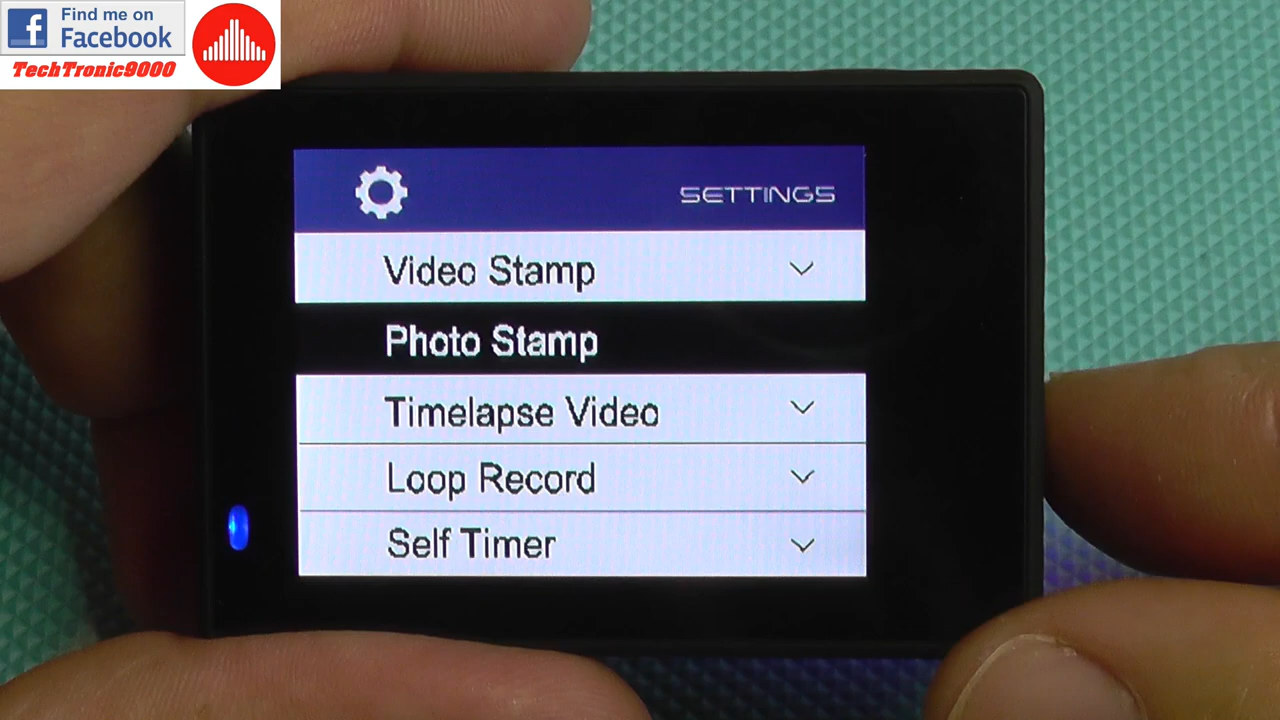 Find me on
Facebook
TechTronic9000
SETTINGS
Video Stamp
Photo Stamp
Timelapse Video
Loop Record
Self Timer